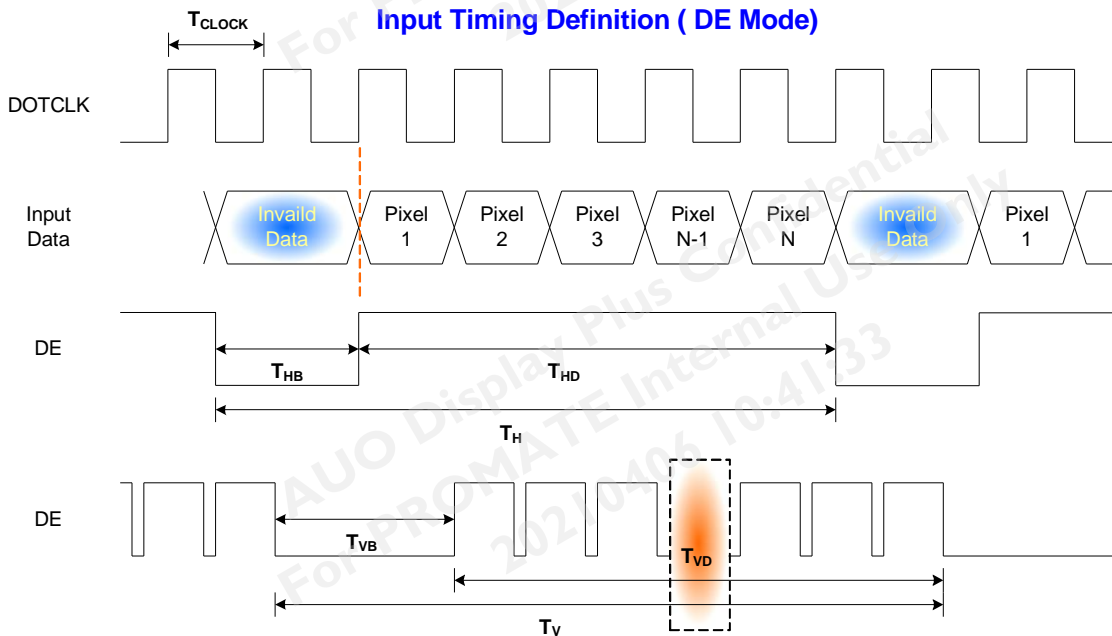 Input Timing Definition ( DE Mode)
TCLOCK
DOTCLK
Input
Data
Invaild
Data
Pixel
1
Pixel
2
Pixel
3
Pixel
N-1
Pixel
N
Invaild
Data
Pixel
1
DE
THB
THD
TH
DE
TVB
TVD
TV
AUO Display Plus Confidential
For PROMATE Internal Use Only
20210406 10:41:33